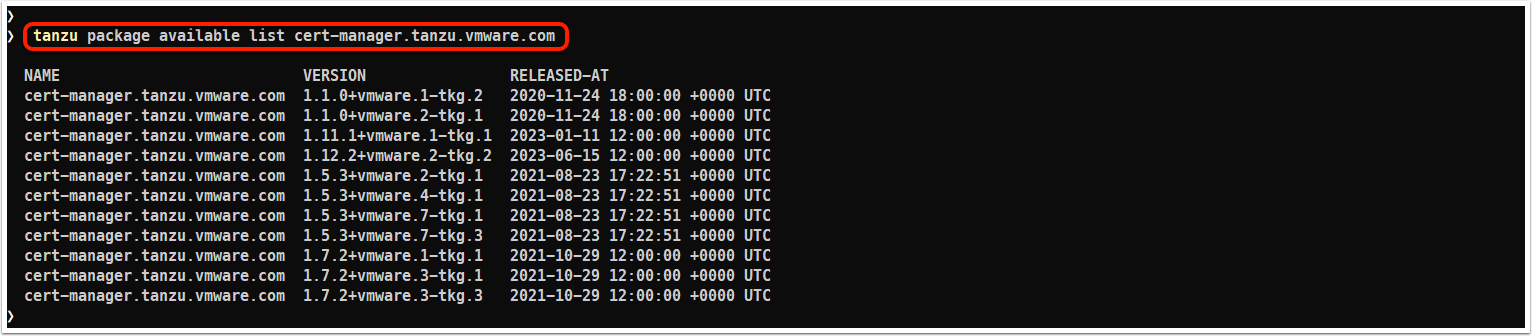 ❯
❯ tanzu package available list cert-manager.tanzu.vmware.com
NAME VERSION RELEASED-AT
cert-manager.tanzu.vmware.com 1.1.0+vmware.1-tkg.2 2020-11-24 18:00:00 +0000 UTC
cert-manager.tanzu.vmware.com 1.1.0+vmware.2-tkg.1 2020-11-24 18:00:00 +0000 UTC
cert-manager.tanzu.vmware.com 1.11.1+vmware.1-tkg.1 2023-01-11 12:00:00 +0000 UTC
cert-manager.tanzu.vmware.com 1.12.2+vmware.2-tkg.2 2023-06-15 12:00:00 +0000 UTC
cert-manager.tanzu.vmware.com 1.5.3+vmware.2-tkg.1 2021-08-23 17:22:51 +0000 UTC
cert-manager.tanzu.vmware.com 1.5.3+vmware.4-tkg.1 2021-08-23 17:22:51 +0000 UTC
cert-manager.tanzu.vmware.com 1.5.3+vmware.7-tkg.1 2021-08-23 17:22:51 +0000 UTC
cert-manager.tanzu.vmware.com 1.5.3+vmware.7-tkg.3 2021-08-23 17:22:51 +0000 UTC
cert-manager.tanzu.vmware.com 1.7.2+vmware.1-tkg.1 2021-10-29 12:00:00 +0000 UTC
cert-manager.tanzu.vmware.com 1.7.2+vmware.3-tkg.1 2021-10-29 12:00:00 +0000 UTC
cert-manager.tanzu.vmware.com 1.7.2+vmware.3-tkg.3 2021-10-29 12:00:00 +0000 UTC
❯